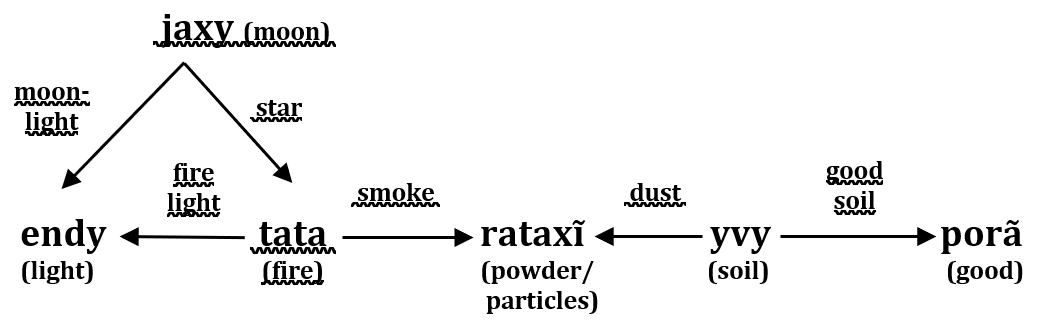 jaxy (moon)
moon-
light
star
fire
light
smoke
dust
good
soil
endy
tata
rataxĩ
yvy
porã
(light)
(fire)
(powder/
particles)
(soil)
(good)